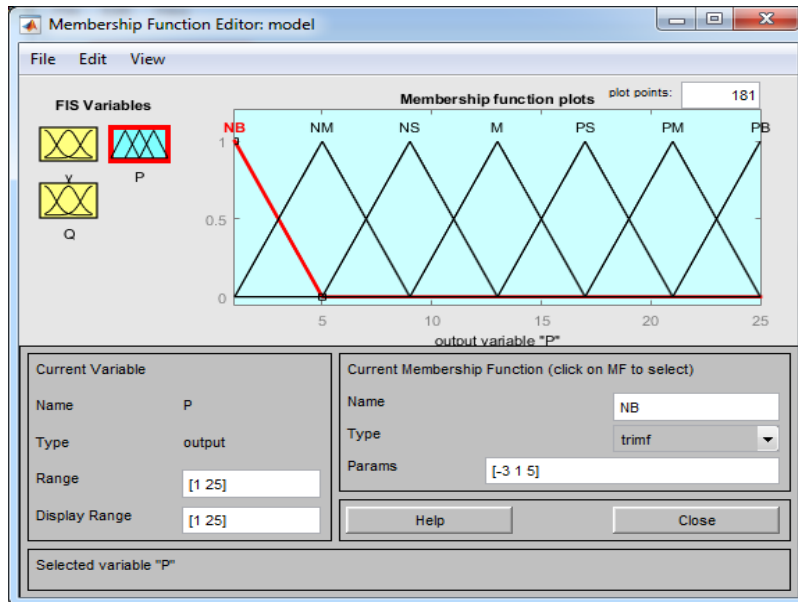 Membership Function Editor: model
File Edit View
FIS Variables
Membership function plots plot points: 181
NB NM NS M PS PM PB
y
P
Q
1
0.5
0
5 10 15 20 25
output variable "P"
Current Variable
Name P
Type output
Range [1 25]
Display Range [1 25]
Current Membership Function (click on MF to select)
Name NB
Type trimf
Params [-3 1 5]
Help Close
Selected variable "P"